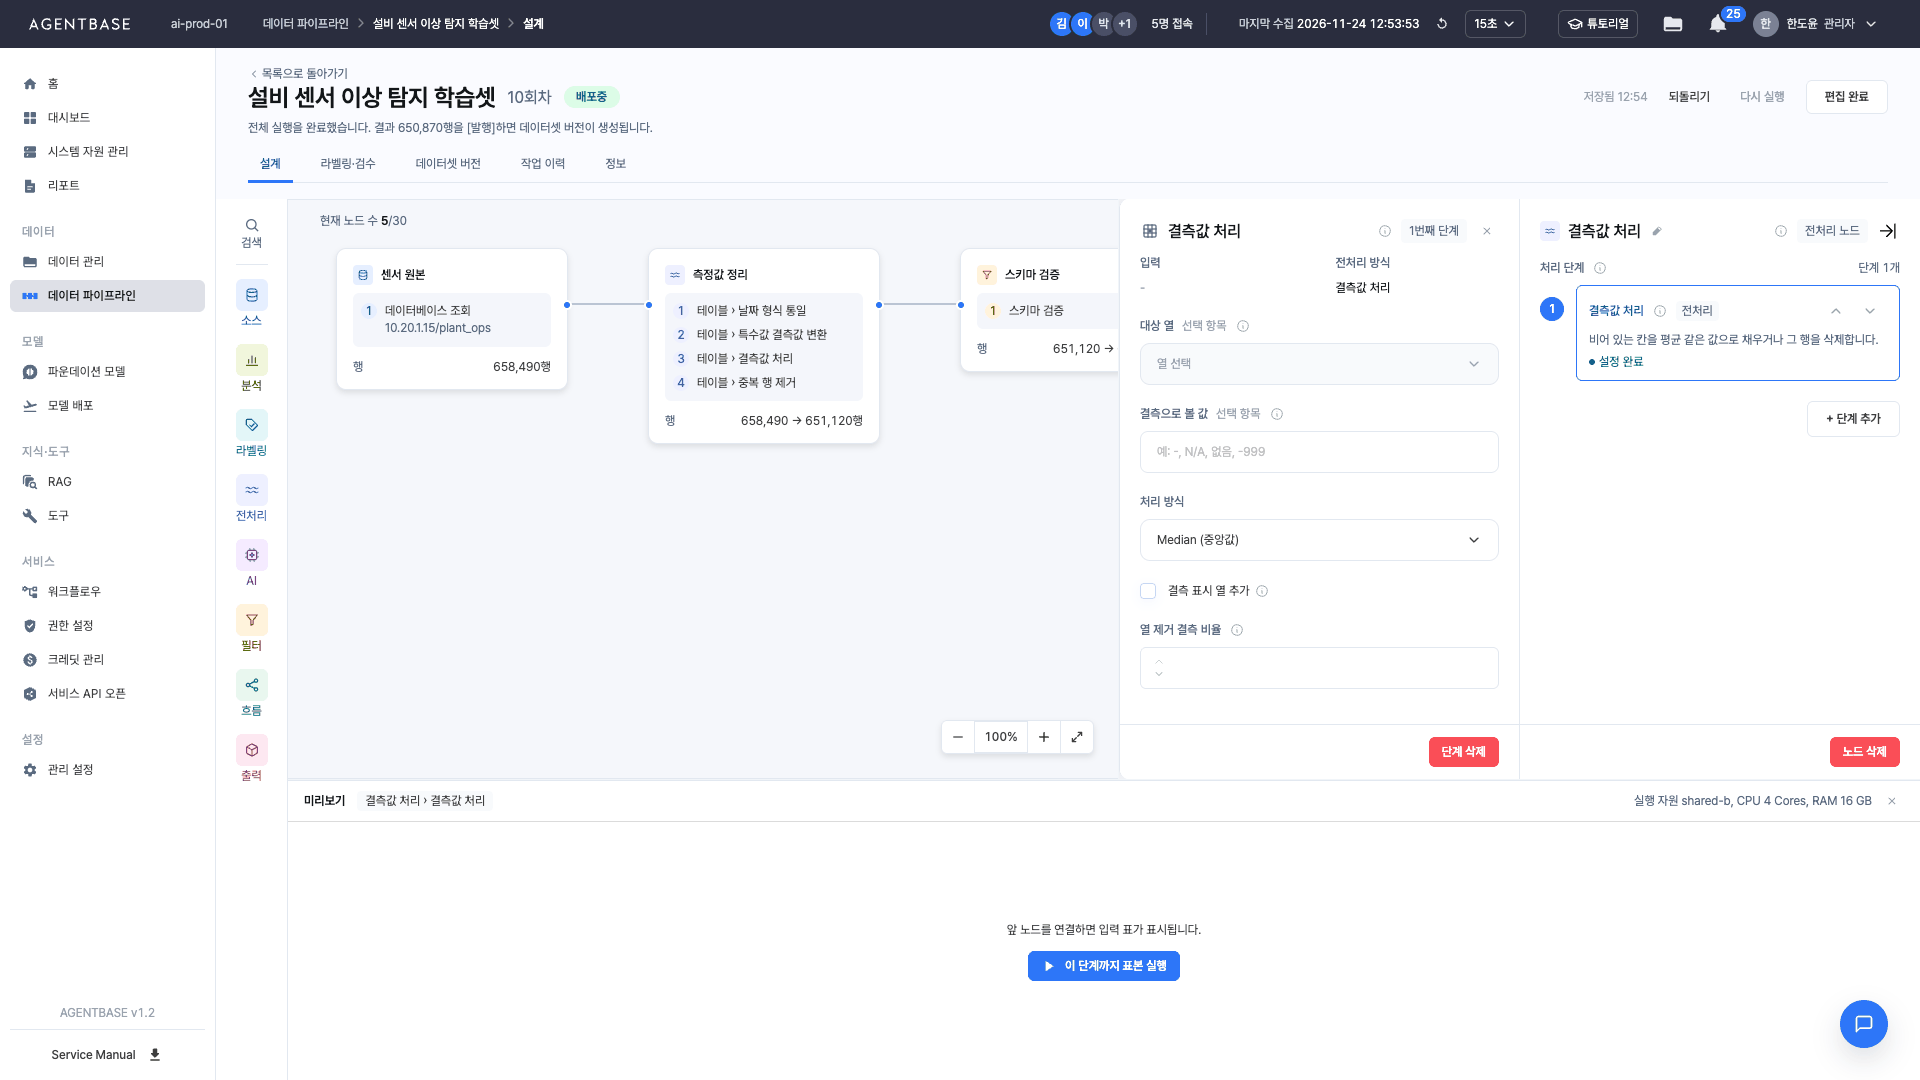 AGENTBASE
ai-prod-01
데이터 파이프라인 > 설비 센서 이상 탐지 학습셋 > 설계
김 이 박 +1 5명 접속
마지막 수집 2026-11-24 12:53:53
15초
튜토리얼
25
한 한도윤 관리자
홈
대시보드
시스템 자원 관리
리포트
데이터
데이터 관리
데이터 파이프라인
모델
파운데이션 모델
모델 배포
지식·도구
RAG
도구
서비스
워크플로우
권한 설정
크레딧 관리
서비스 API 오픈
설정
관리 설정
AGENTBASE v1.2
Service Manual
목록으로 돌아가기
설비 센서 이상 탐지 학습셋 10회차 배포중
전체 실행을 완료했습니다. 결과 650,870행을 [발행]하면 데이터셋 버전이 생성됩니다.
저장됨 12:54 되돌리기 다시 실행 편집 완료
설계 라벨링·검수 데이터셋 버전 작업 이력 정보
검색
소스
분석
라벨링
전처리
AI
필터
흐름
출력
현재 노드 수 5/30
센서 원본
1 데이터베이스 조회
10.20.1.15/plant_ops
행 658,490행
측정값 정리
1 테이블 › 날짜 형식 통일
2 테이블 › 특수값 결측값 변환
3 테이블 › 결측값 처리
4 테이블 › 중복 행 제거
행 658,490 → 651,120행
스키마 검증
1 스키마 검증
행 651,120 →
100%
결측값 처리 1번째 단계
입력 전처리 방식
- 결측값 처리
대상 열 선택 항목
열 선택
결측으로 볼 값 선택 항목
예: -, N/A, 없음, -999
처리 방식
Median (중앙값)
결측 표시 열 추가
열 제거 결측 비율
단계 삭제
결측값 처리 전처리 노드
처리 단계 단계 1개
1 결측값 처리 전처리
비어 있는 칸을 평균 같은 값으로 채우거나 그 행을 삭제합니다.
설정 완료
+ 단계 추가
노드 삭제
미리보기 결측값 처리 › 결측값 처리
실행 자원 shared-b, CPU 4 Cores, RAM 16 GB
앞 노드를 연결하면 입력 표가 표시됩니다.
이 단계까지 표본 실행